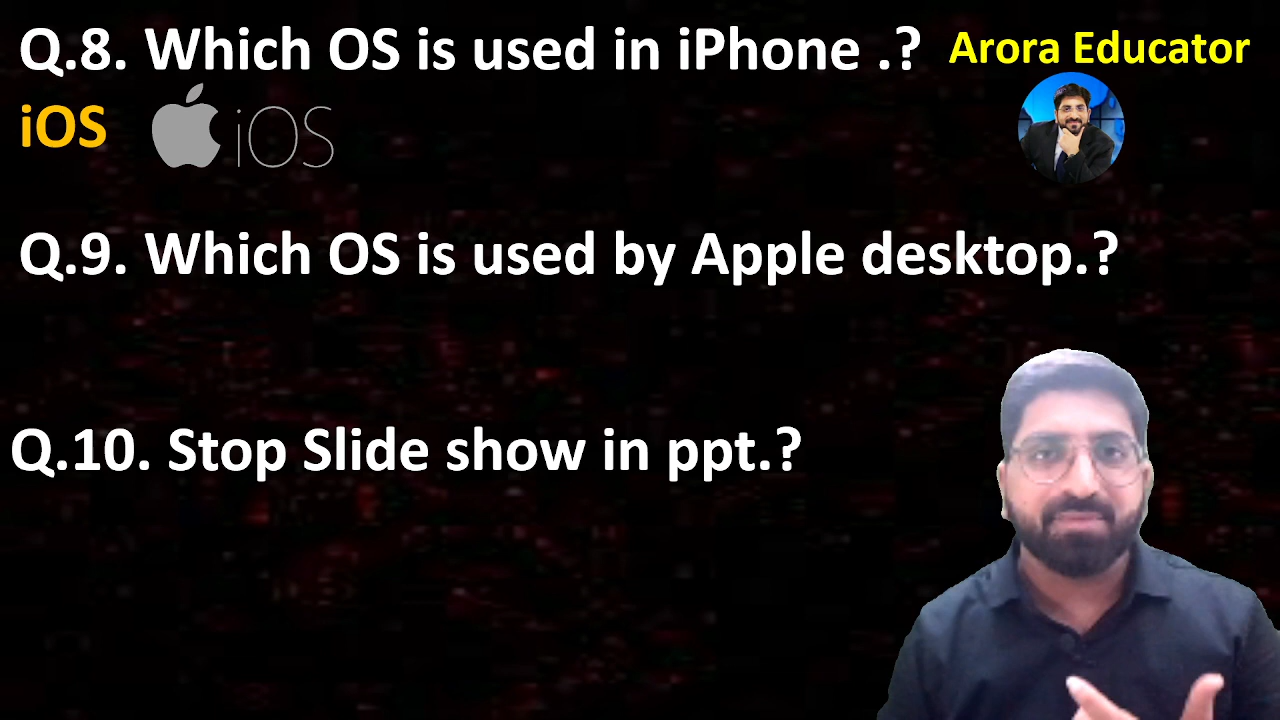 Q.8. Which OS is used in iPhone .?
Arora Educator
iOS
iOS
Q.9. Which OS is used by Apple desktop.?
Q.10. Stop Slide show in ppt.?